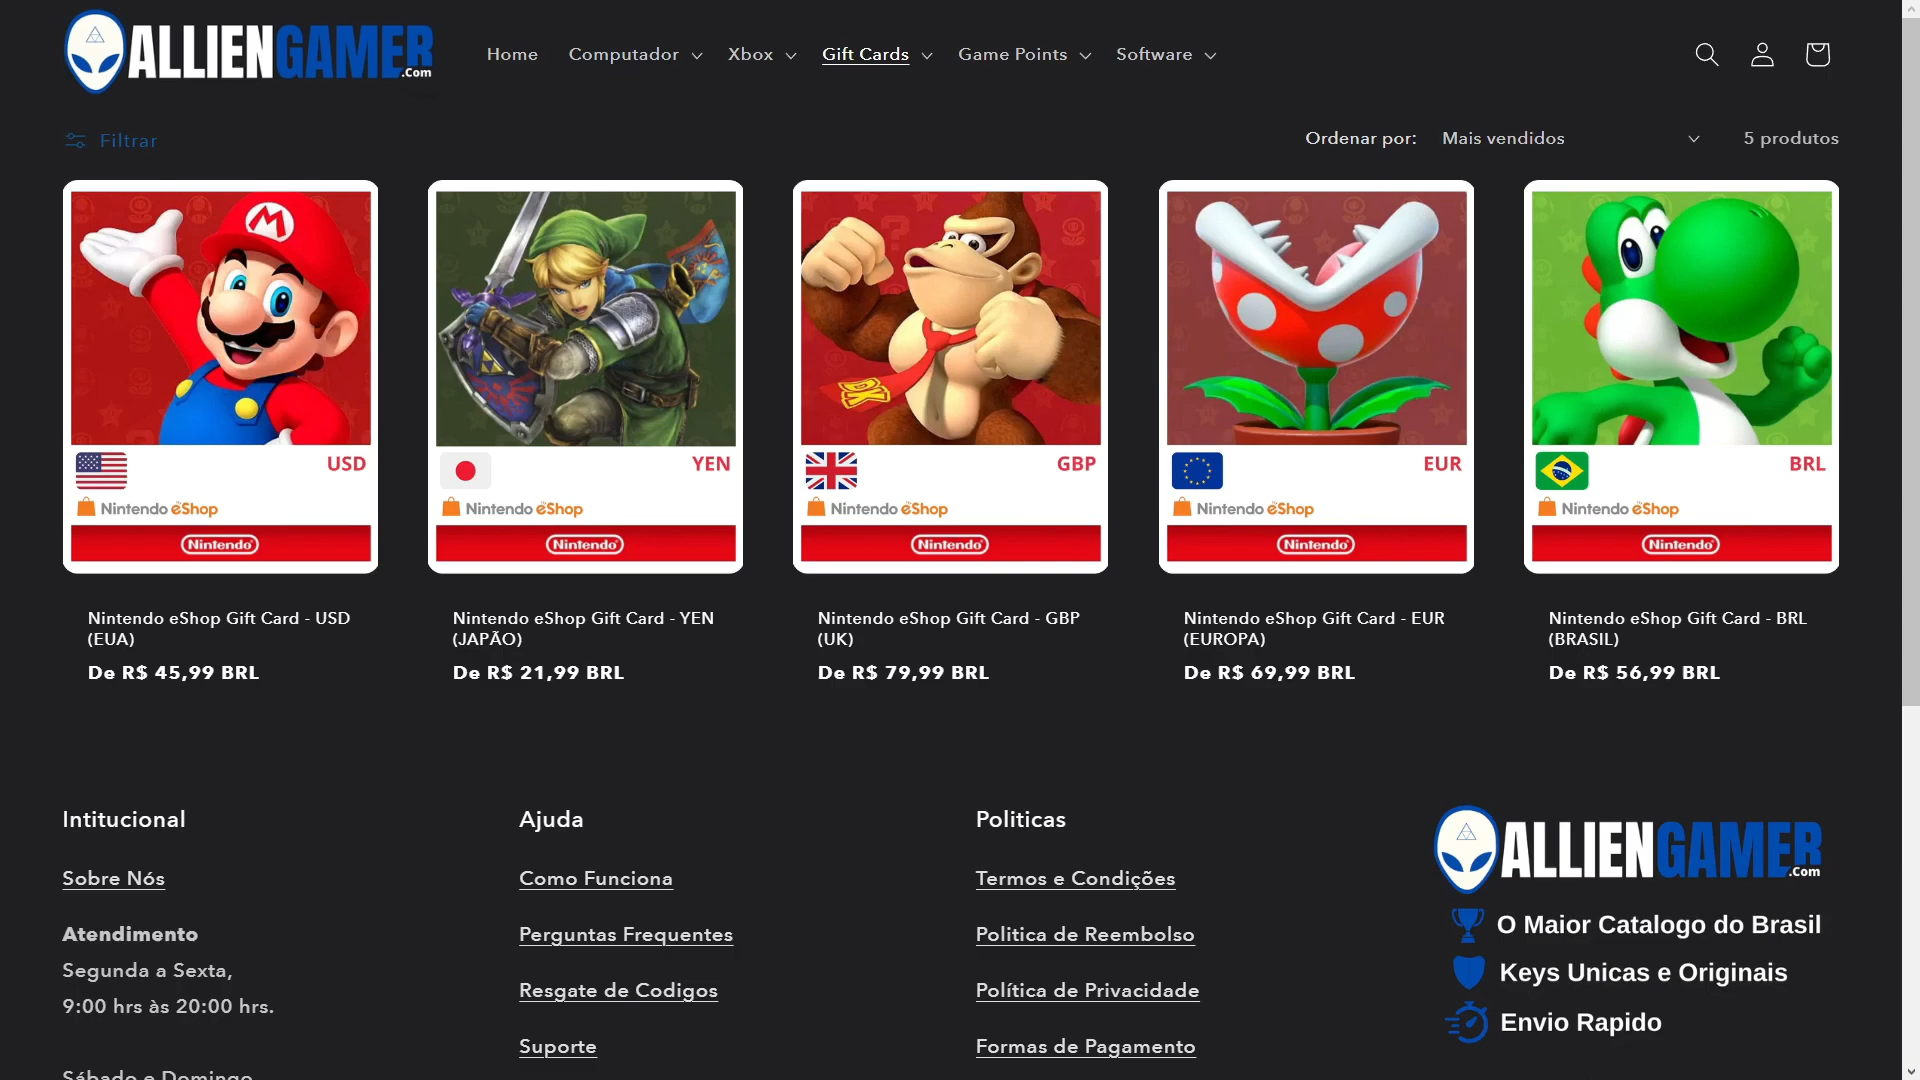 ALLIENGAMER
.Com
Home
Computador
Xbox
Gift Cards
Game Points
Software
Filtrar
Ordenar por:
Mais vendidos
5 produtos
M
DK
USD
YEN
GBP
EUR
BRL
Nintendo eShop
Nintendo eShop
Nintendo eShop
Nintendo eShop
Nintendo eShop
Nintendo
Nintendo
Nintendo
Nintendo
Nintendo
Nintendo eShop Gift Card - USD
(EUA)
De R$ 45,99 BRL
Nintendo eShop Gift Card - YEN
(JAPÃO)
De R$ 21,99 BRL
Nintendo eShop Gift Card - GBP
(UK)
De R$ 79,99 BRL
Nintendo eShop Gift Card - EUR
(EUROPA)
De R$ 69,99 BRL
Nintendo eShop Gift Card - BRL
(BRASIL)
De R$ 56,99 BRL
Intitucional
Sobre Nós
Atendimento
Segunda a Sexta,
9:00 hrs às 20:00 hrs.
Sábado e Domingo
Ajuda
Como Funciona
Perguntas Frequentes
Resgate de Codigos
Suporte
Politicas
Termos e Condições
Politica de Reembolso
Política de Privacidade
Formas de Pagamento
ALLIENGAMER
.Com
O Maior Catalogo do Brasil
Keys Unicas e Originais
Envio Rapido